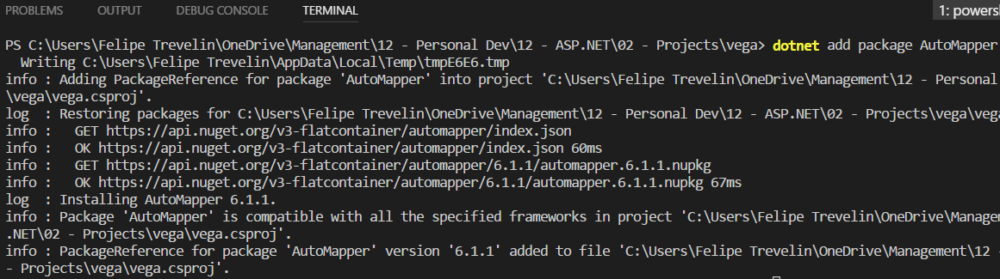 PROBLEMS OUTPUT DEBUG CONSOLE TERMINAL 1: powersh
PS C:\Users\Felipe Trevelin\OneDrive\Management\12 - Personal Dev\12 - ASP.NET\02 - Projects\vega> dotnet add package AutoMapper
Writing C:\Users\Felipe Trevelin\AppData\Local\Temp\tmpE6E6.tmp
info : Adding PackageReference for package 'AutoMapper' into project 'C:\Users\Felipe Trevelin\OneDrive\Management\12 - Personal
\vega\vega.csproj'.
log : Restoring packages for C:\Users\Felipe Trevelin\OneDrive\Management\12 - Personal Dev\12 - ASP.NET\02 - Projects\vega\vega
info : GET https://api.nuget.org/v3-flatcontainer/automapper/index.json
info : OK https://api.nuget.org/v3-flatcontainer/automapper/index.json 60ms
info : GET https://api.nuget.org/v3-flatcontainer/automapper/6.1.1/automapper.6.1.1.nupkg
info : OK https://api.nuget.org/v3-flatcontainer/automapper/6.1.1/automapper.6.1.1.nupkg 67ms
log : Installing AutoMapper 6.1.1.
info : Package 'AutoMapper' is compatible with all the specified frameworks in project 'C:\Users\Felipe Trevelin\OneDrive\Managem
.NET\02 - Projects\vega\vega.csproj'.
info : PackageReference for package 'AutoMapper' version '6.1.1' added to file 'C:\Users\Felipe Trevelin\OneDrive\Management\12 -
- Projects\vega\vega.csproj'.